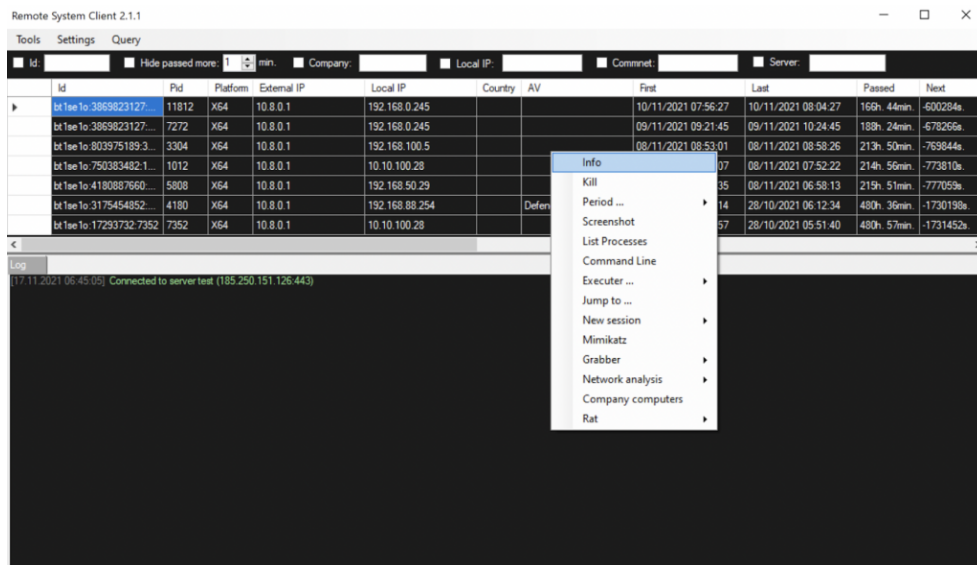 Remote System Client 2.1.1
Tools Settings Query
Id: Hide passed more: 1 min. Company: Local IP: Commnet: Server:
Id Pid Platform External IP Local IP Country AV First Last Passed Next
bt1se1o:3869823127:... 11812 X64 10.8.0.1 192.168.0.245 10/11/2021 07:56:27 10/11/2021 08:04:27 166h. 44min. -600284s.
bt1se1o:3869823127:... 7272 X64 10.8.0.1 192.168.0.245 09/11/2021 09:21:45 09/11/2021 10:24:45 188h. 24min. -678266s.
bt1se1o:803975189:3... 3304 X64 10.8.0.1 192.168.100.5 08/11/2021 08:53:01 08/11/2021 08:58:26 213h. 50min. -769844s.
bt1se1o:750383482:1... 1012 X64 10.8.0.1 10.10.100.28 07 08/11/2021 07:52:22 214h. 56min. -773810s.
bt1se1o:4180887660:... 5808 X64 10.8.0.1 192.168.50.29 35 08/11/2021 06:58:13 215h. 51min. -777059s.
bt1se1o:3175454852:... 4180 X64 10.8.0.1 192.168.88.254 Defen 14 28/10/2021 06:12:34 480h. 36min. -1730198s.
bt1se1o:17293732:7352 7352 X64 10.8.0.1 10.10.100.28 57 28/10/2021 05:51:40 480h. 57min. -1731452s.
Info
Kill
Period ...
Screenshot
List Processes
Command Line
Executer ...
Jump to ...
New session
Mimikatz
Grabber
Network analysis
Company computers
Rat
Log
[17.11.2021 06:45:05] Connected to server test (185.250.151.126:443)